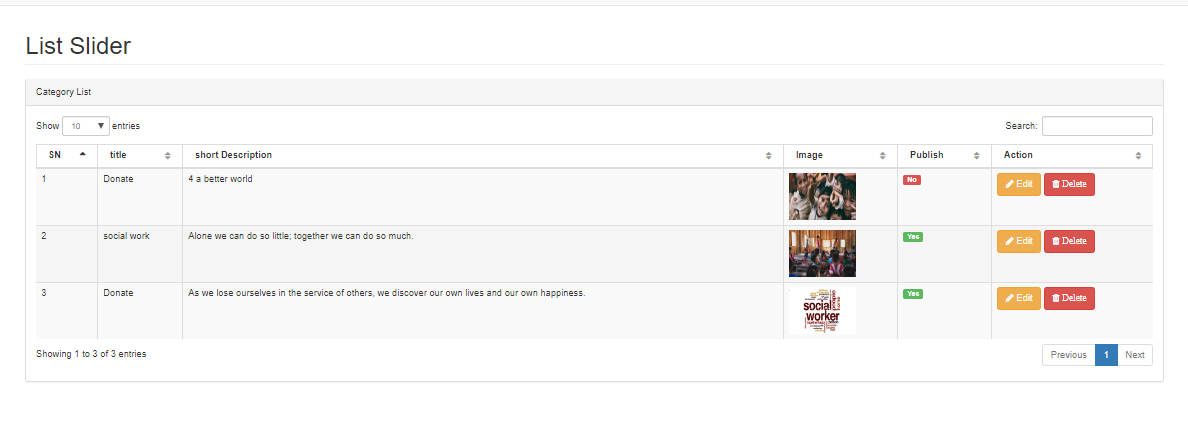 List Slider
Category List
Show 10 entries Search:
SN title short Description Image Publish Action
1 Donate 4 a better world No Edit Delete
2 social work Alone we can do so little; together we can do so much. Yes Edit Delete
3 Donate As we lose ourselves in the service of others, we discover our own lives and our own happiness. Yes Edit Delete
social
people
worker
Showing 1 to 3 of 3 entries Previous 1 Next